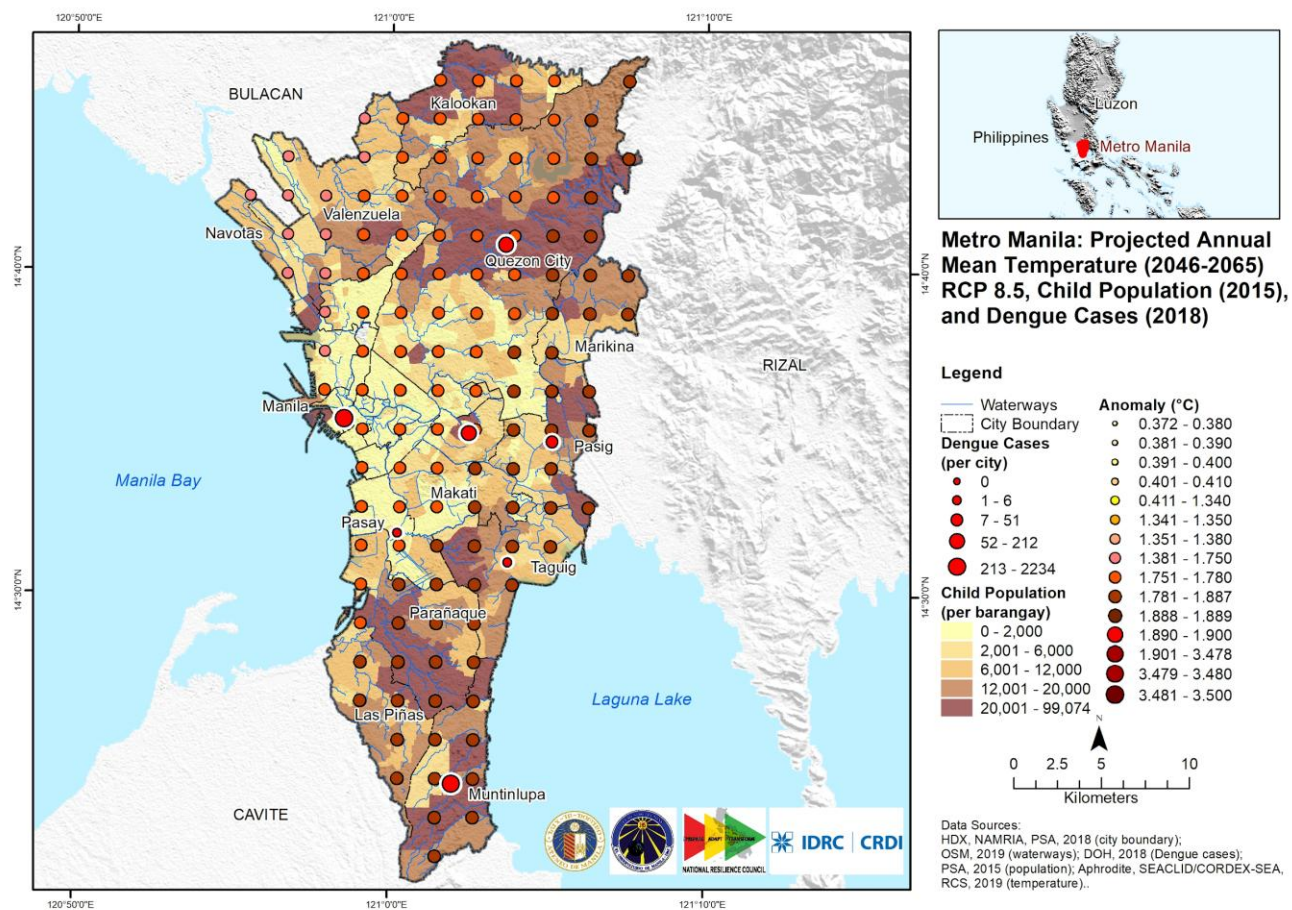 120°50'0"E
121°0'0"E
121°10'0"E
BULACAN
Kalookan
Valenzuela
Navotas
Quezon City
14°40'0"N
14°40'0"N
Marikina
RIZAL
Manila
Pasig
Manila Bay
Makati
Pasay
Taguig
14°30'0"N
14°30'0"N
Parañaque
Las Piñas
Laguna Lake
Muntinlupa
CAVITE
NATIONAL RESILIENCE COUNCIL
IDRC | CRDI
120°50'0"E
121°0'0"E
121°10'0"E
Luzon
Philippines
Metro Manila
Metro Manila: Projected Annual
Mean Temperature (2046-2065)
RCP 8.5, Child Population (2015),
and Dengue Cases (2018)
Legend
Waterways
City Boundary
Dengue Cases
(per city)
0
1 - 6
7 - 51
52 - 212
213 - 2234
Child Population
(per barangay)
0 - 2,000
2,001 - 6,000
6,001 - 12,000
12,001 - 20,000
20,001 - 99,074
Anomaly (°C)
0.372 - 0.380
0.381 - 0.390
0.391 - 0.400
0.401 - 0.410
0.411 - 1.340
1.341 - 1.350
1.351 - 1.380
1.381 - 1.750
1.751 - 1.780
1.781 - 1.887
1.888 - 1.889
1.890 - 1.900
1.901 - 3.478
3.479 - 3.480
3.481 - 3.500
N
0 2.5 5 10
Kilometers
Data Sources:
HDX, NAMRIA, PSA, 2018 (city boundary);
OSM, 2019 (waterways); DOH, 2018 (Dengue cases);
PSA, 2015 (population); Aphrodite, SEACLID/CORDEX-SEA,
RCS, 2019 (temperature)..